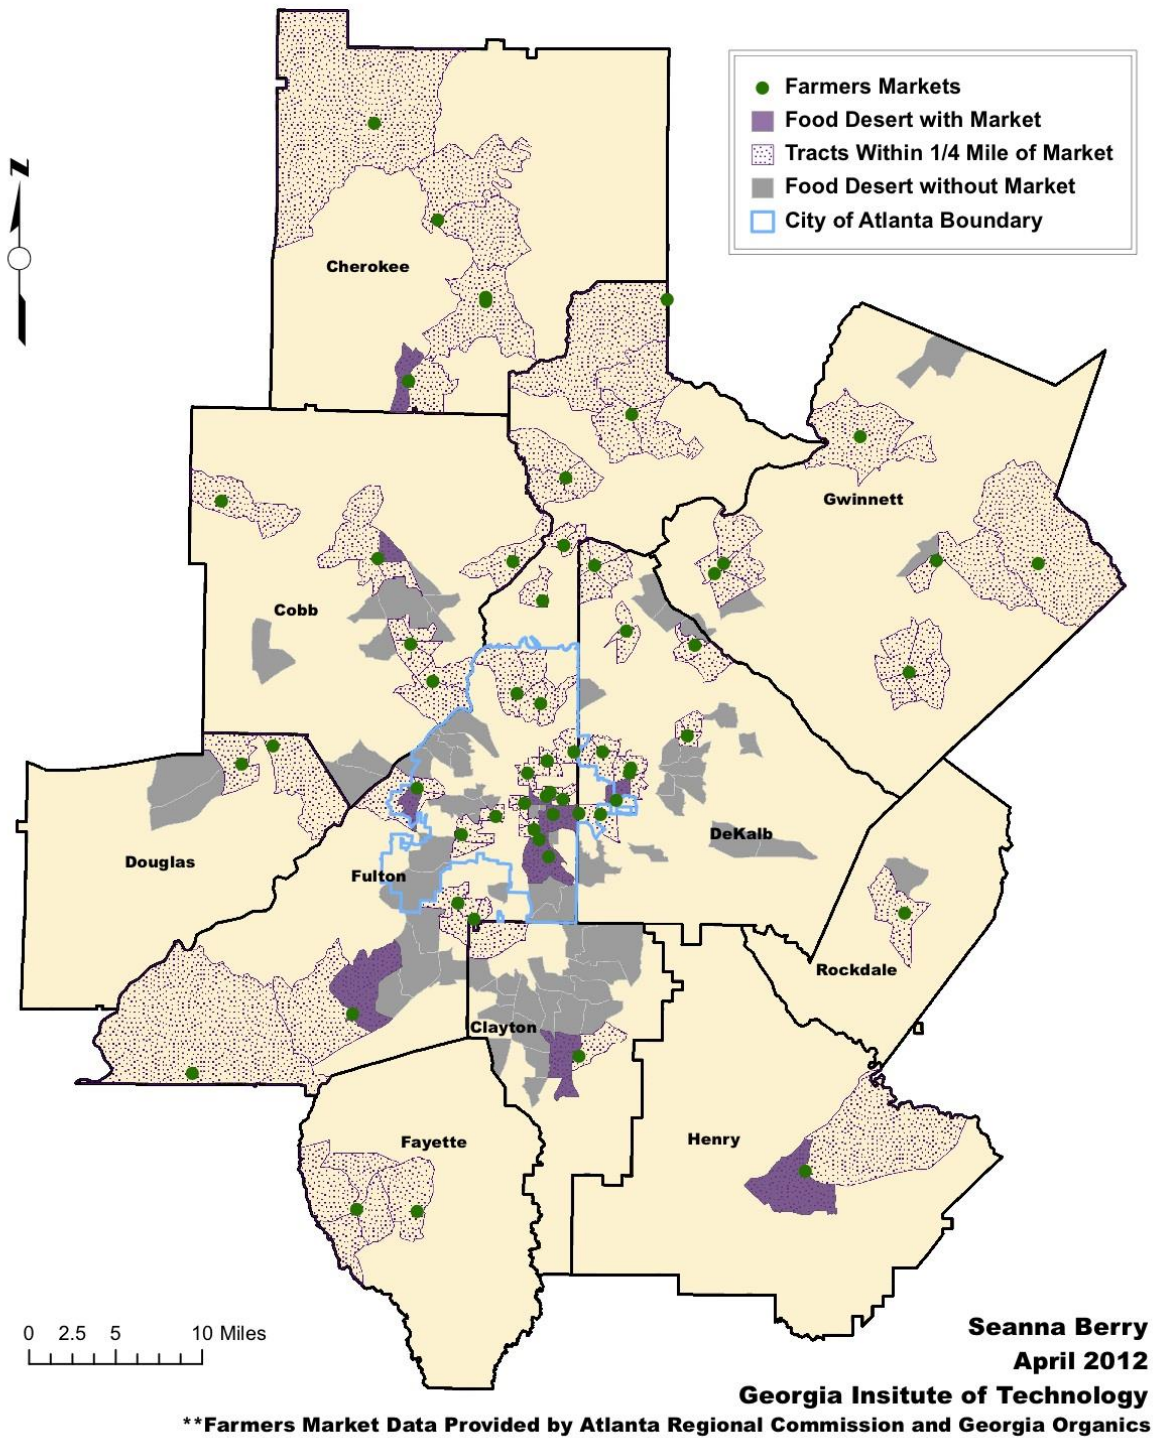 Farmers Markets
Food Desert with Market
Tracts Within 1/4 Mile of Market
Food Desert without Market
City of Atlanta Boundary
N
Cherokee
Gwinnett
Cobb
DeKalb
Douglas
Fulton
Rockdale
Clayton
Henry
Fayette
0 2.5 5 10 Miles
Seanna Berry
April 2012
Georgia Insitute of Technology
**Farmers Market Data Provided by Atlanta Regional Commission and Georgia Organics